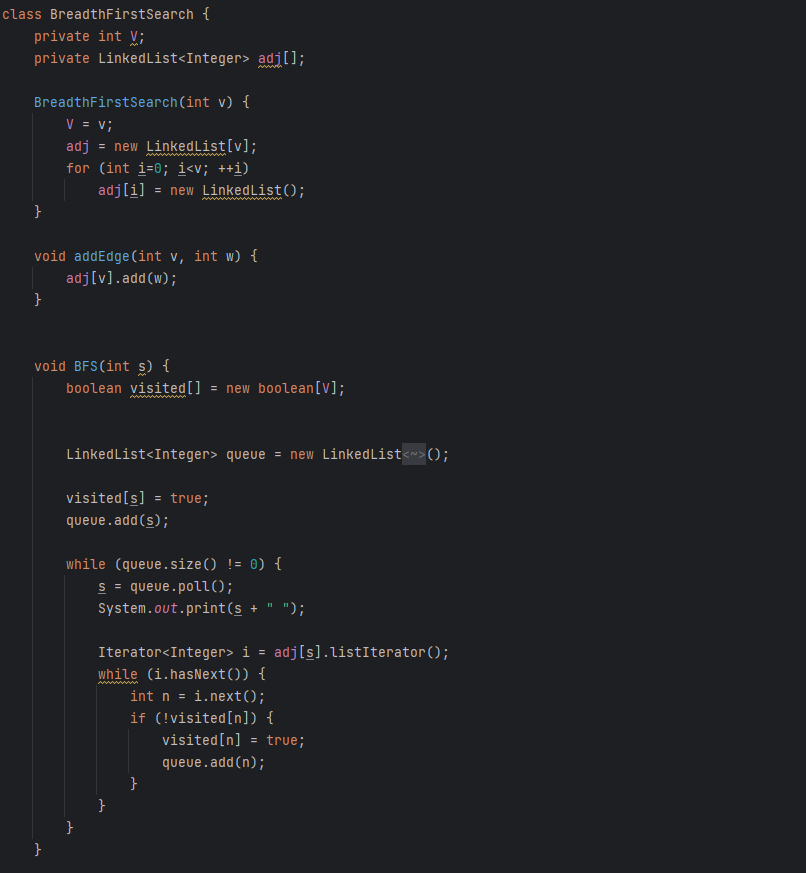 class BreadthFirstSearch {
    private int V;
    private LinkedList<Integer> adj[];

    BreadthFirstSearch(int v) {
        V = v;
        adj = new LinkedList[v];
        for (int i=0; i<v; ++i)
            adj[i] = new LinkedList();
    }

    void addEdge(int v, int w) {
        adj[v].add(w);
    }


    void BFS(int s) {
        boolean visited[] = new boolean[V];


        LinkedList<Integer> queue = new LinkedList<~>();

        visited[s] = true;
        queue.add(s);

        while (queue.size() != 0) {
            s = queue.poll();
            System.out.print(s + " ");

            Iterator<Integer> i = adj[s].listIterator();
            while (i.hasNext()) {
                int n = i.next();
                if (!visited[n]) {
                    visited[n] = true;
                    queue.add(n);
                }
            }
        }
    }